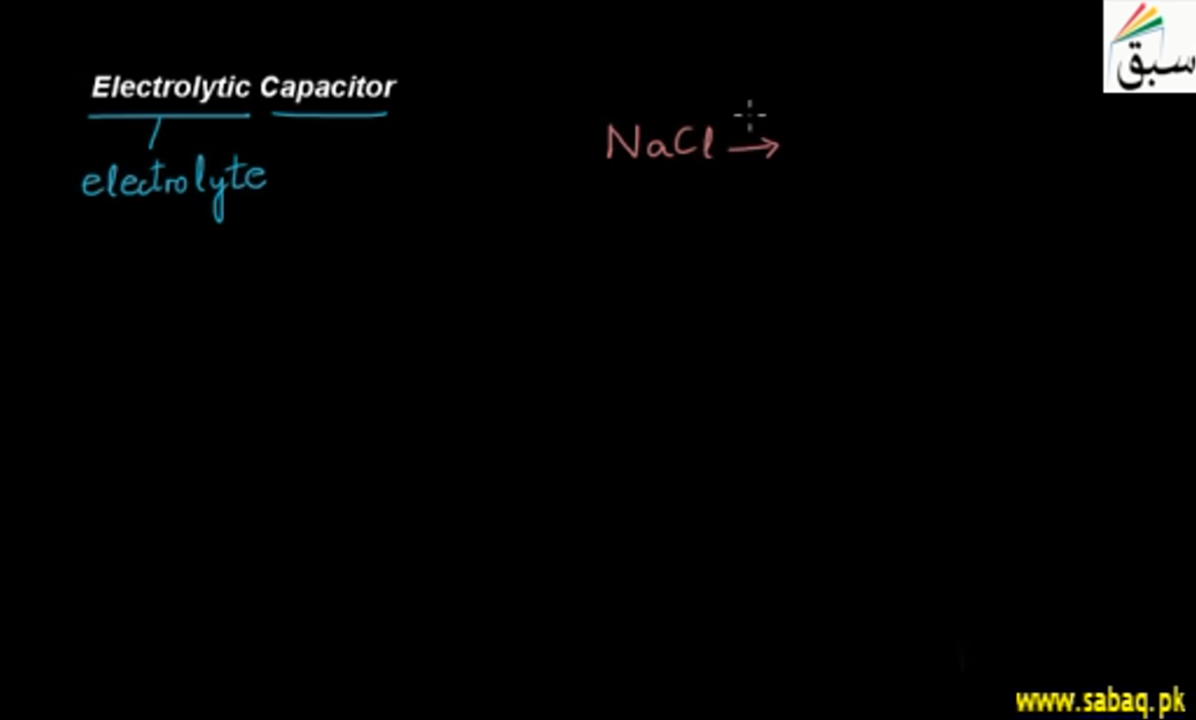 Electrolytic Capacitor
electrolyte
NaCl →
سبق
www.sabaq.pk